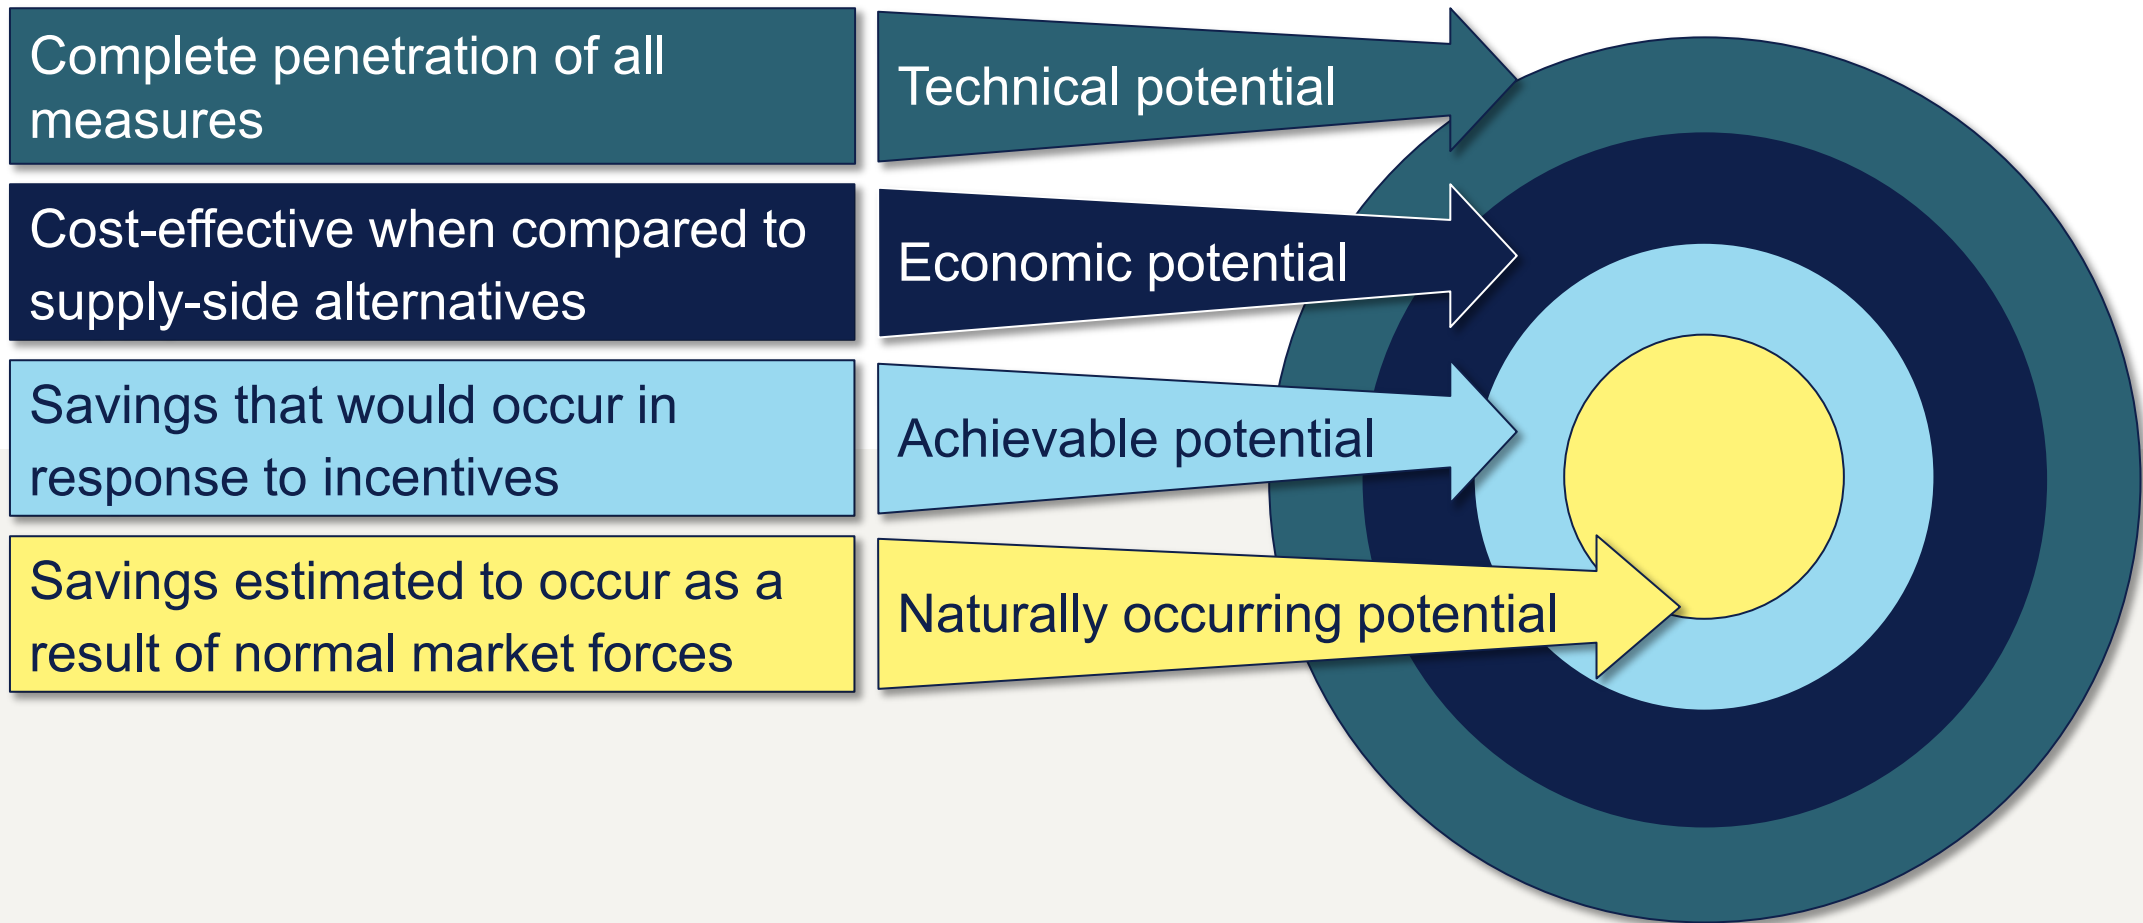 Complete penetration of all
measures
Technical potential
Cost-effective when compared to
supply-side alternatives
Economic potential
Savings that would occur in
response to incentives
Achievable potential
Savings estimated to occur as a
result of normal market forces
Naturally occurring potential